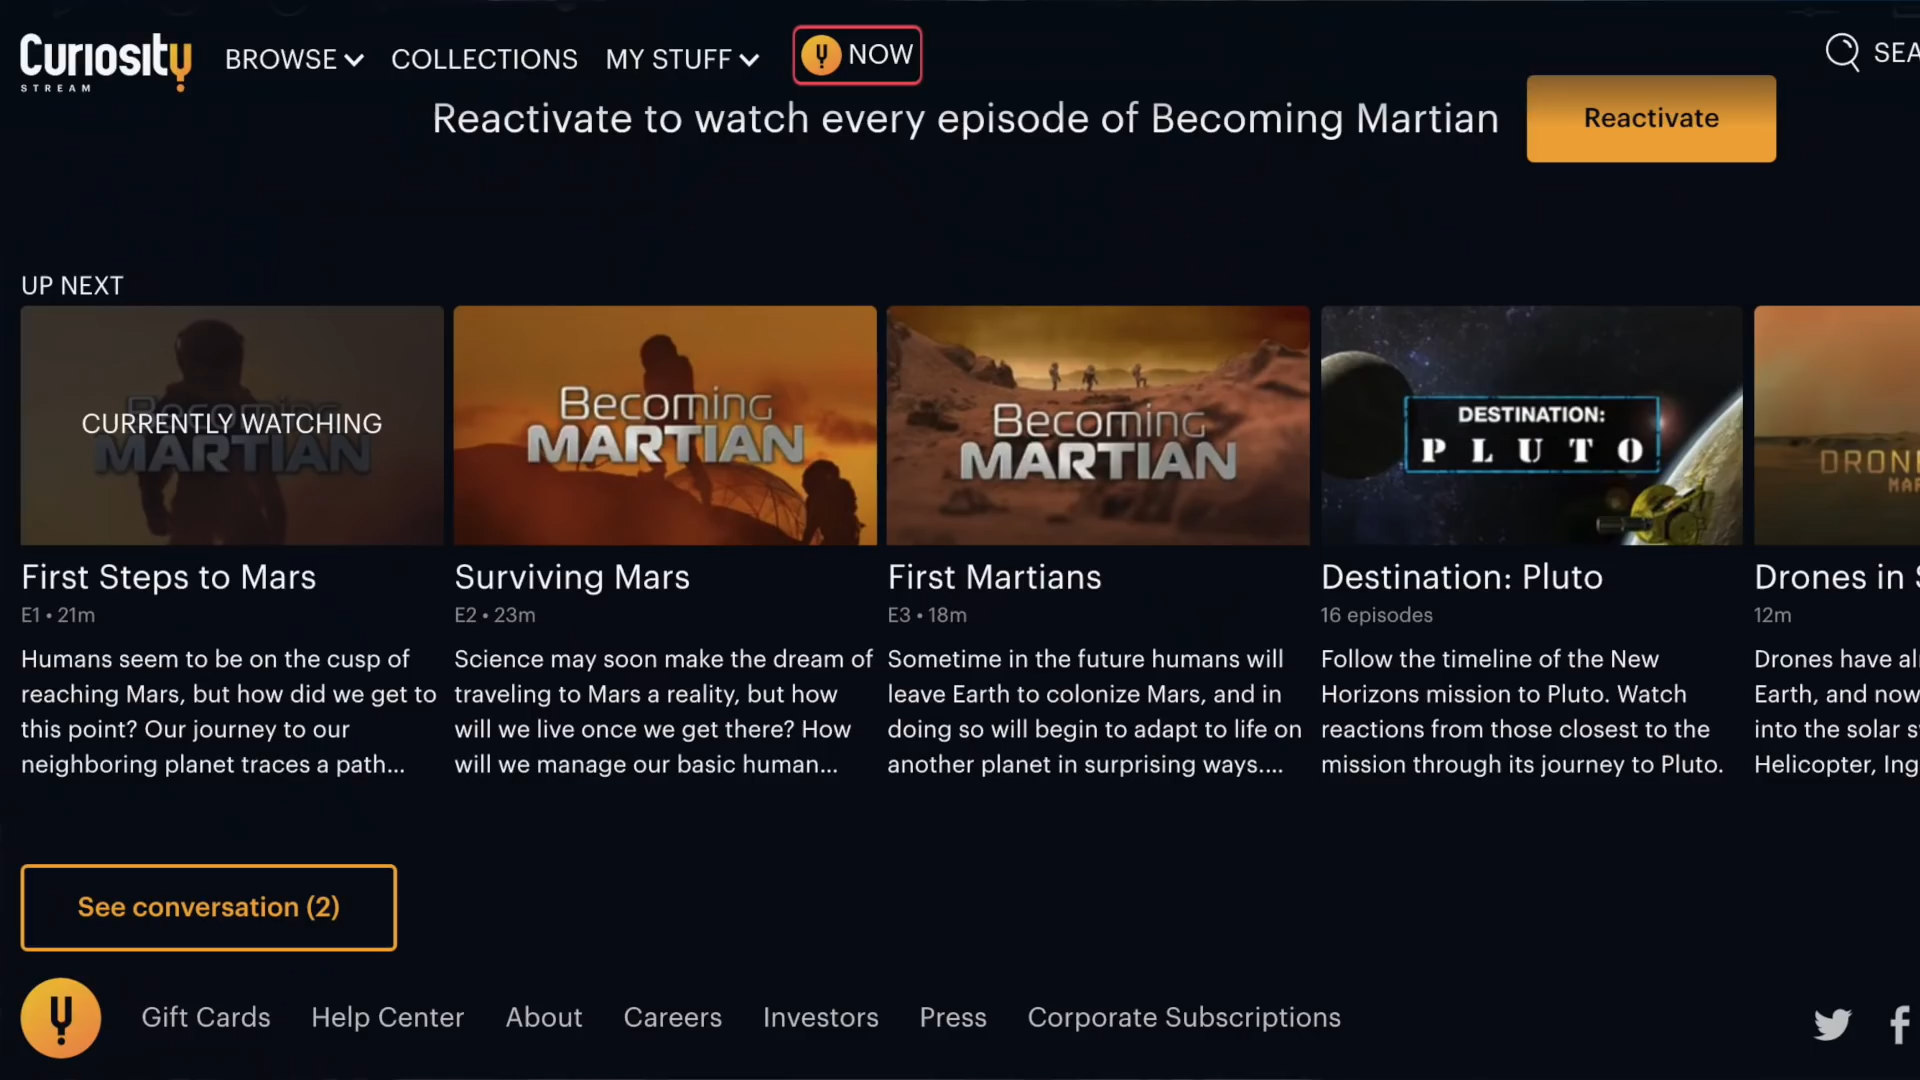 Curiosity
STREAM
BROWSE
COLLECTIONS
MY STUFF
NOW
SEA
Reactivate to watch every episode of Becoming Martian
Reactivate
UP NEXT
Becoming
MARTIAN
CURRENTLY WATCHING
First Steps to Mars
E1 • 21m
Humans seem to be on the cusp of
reaching Mars, but how did we get to
this point? Our journey to our
neighboring planet traces a path...
Becoming
MARTIAN
Surviving Mars
E2 • 23m
Science may soon make the dream of
traveling to Mars a reality, but how
will we live once we get there? How
will we manage our basic human...
Becoming
MARTIAN
First Martians
E3 • 18m
Sometime in the future humans will
leave Earth to colonize Mars, and in
doing so will begin to adapt to life on
another planet in surprising ways....
DESTINATION:
PLUTO
Destination: Pluto
16 episodes
Follow the timeline of the New
Horizons mission to Pluto. Watch
reactions from those closest to the
mission through its journey to Pluto.
DRON
MAR
Drones in S
12m
Drones have al
Earth, and now
into the solar s
Helicopter, Ing
See conversation (2)
Gift Cards
Help Center
About
Careers
Investors
Press
Corporate Subscriptions